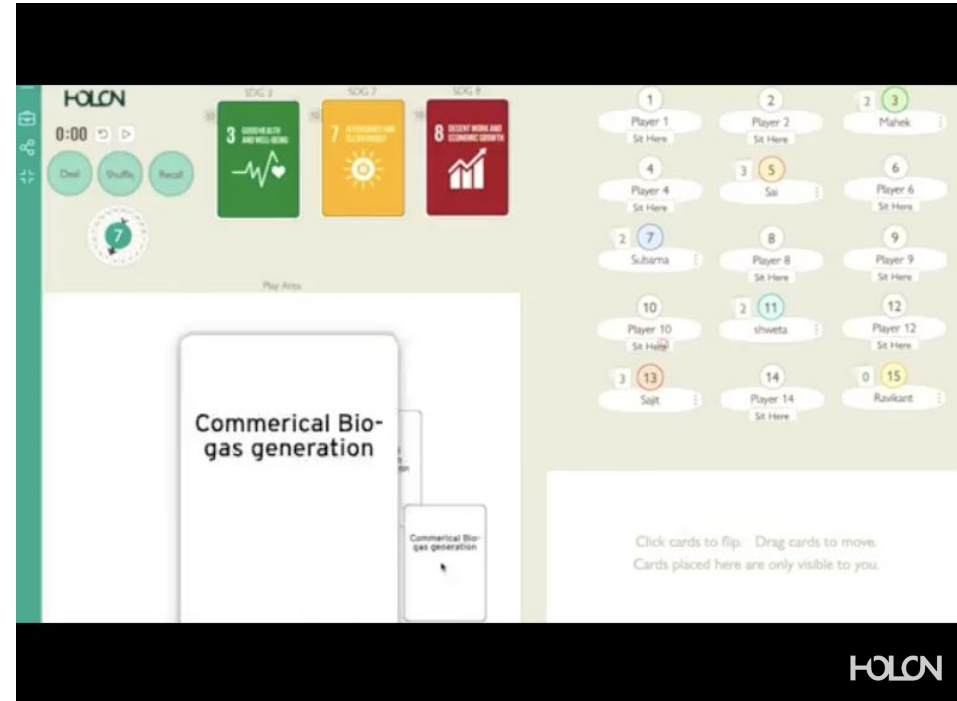 HOLON
SDG 3
SDG 7
SDG 8
0:00
Deal
Shuffle
Recall
7
3 GOOD HEALTH
AND WELL-BEING
7 AFFORDABLE AND
CLEAN ENERGY
8 DECENT WORK AND
ECONOMIC GROWTH
1
Player 1
Sit Here
2
Player 2
Sit Here
2 3
Mahek
4
Player 4
Sit Here
3 5
Sai
6
Player 6
Sit Here
2 7
Subarna
8
Player 8
Sit Here
9
Player 9
Sit Here
10
Player 10
Sit Here
2 11
shweta
12
Player 12
Sit Here
3 13
Sajit
14
Player 14
Sit Here
0 15
Ravikant
Play Area
Commerical Bio-
gas generation
Commerical Bio-
gas generation
Click cards to flip. Drag cards to move.
Cards placed here are only visible to you.
HOLON